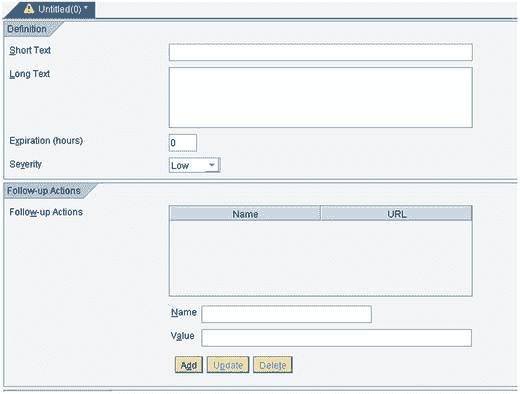 Untitled(0) *
Definition
Short Text
Long Text
Expiration (hours)
0
Severity
Low
Follow-up Actions
Follow-up Actions
Name URL
Name
Value
Add Update Delete